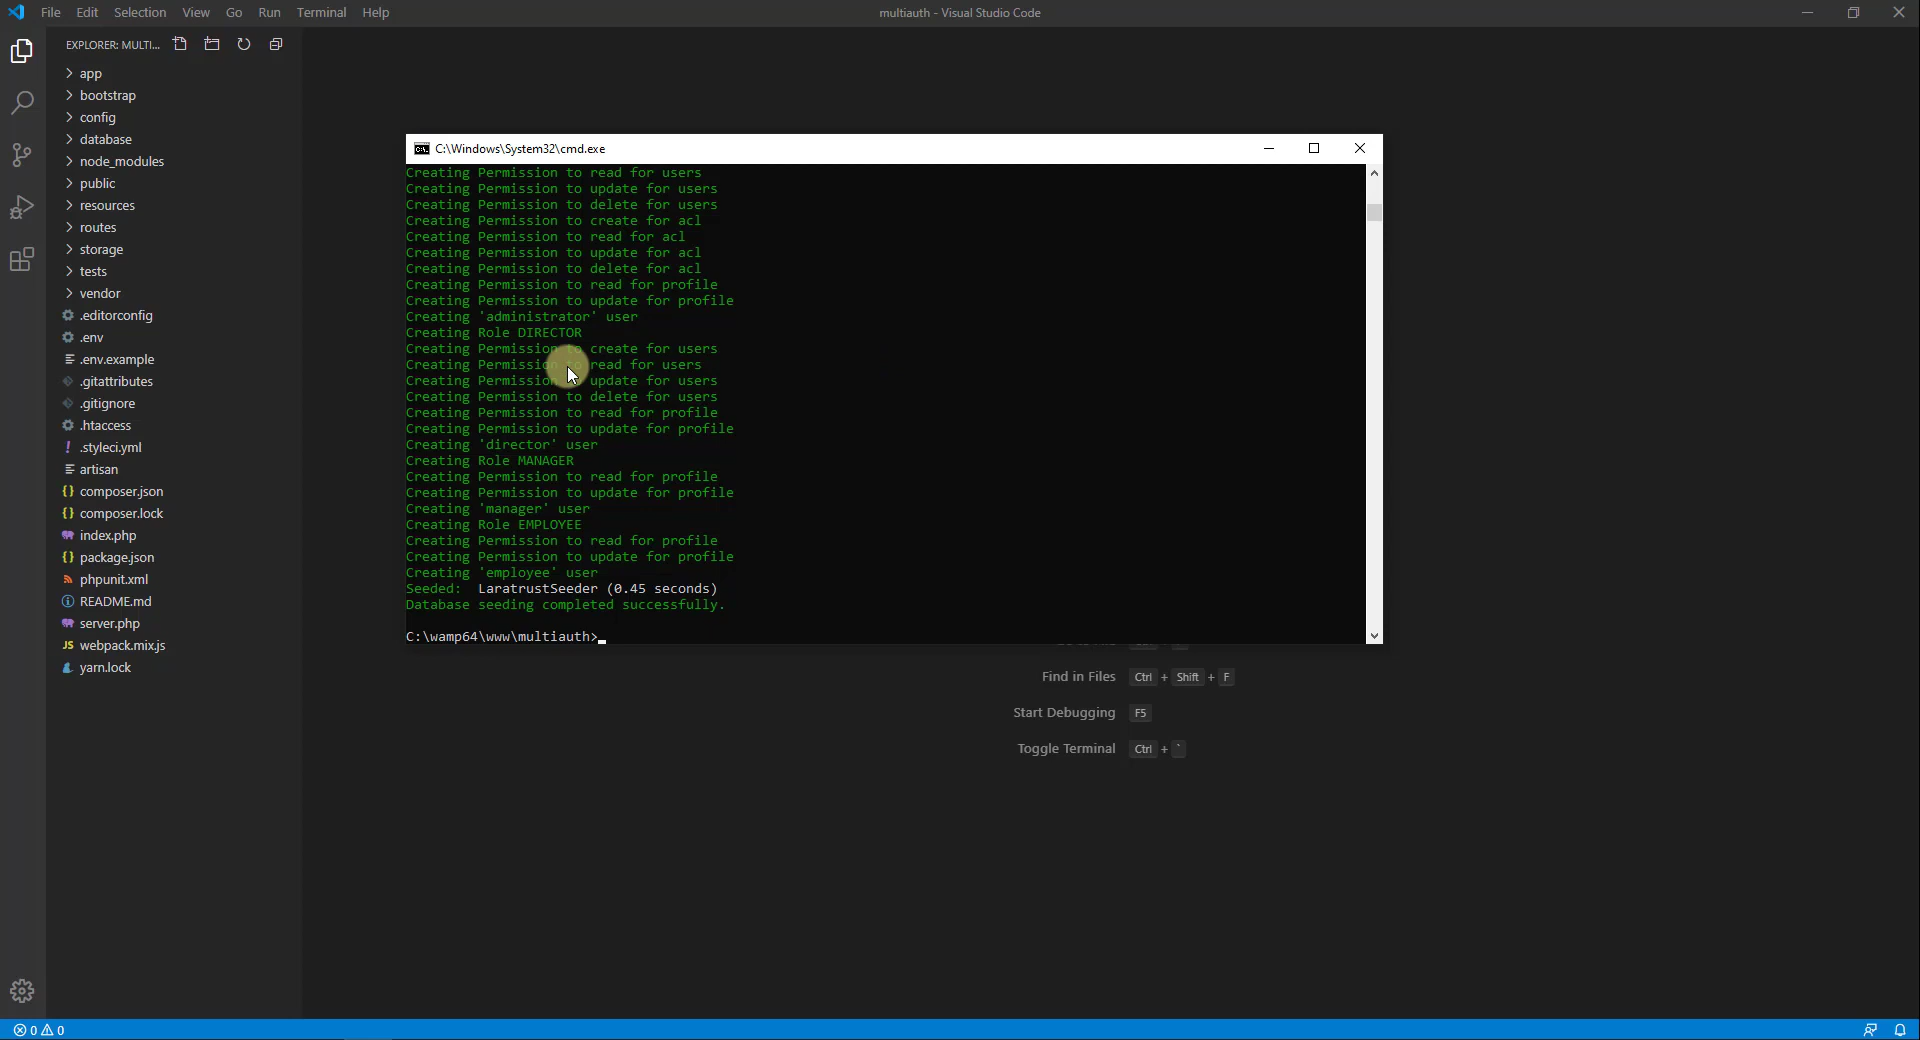 File Edit Selection View Go Run Terminal Help
multiauth - Visual Studio Code
EXPLORER: MULTI...
app
bootstrap
config
database
node_modules
public
resources
routes
storage
tests
vendor
.editorconfig
.env
.env.example
.gitattributes
.gitignore
.htaccess
.styleci.yml
artisan
composer.json
composer.lock
index.php
package.json
phpunit.xml
README.md
server.php
JS webpack.mix.js
yarn.lock
C:\Windows\System32\cmd.exe
Creating Permission to read for users
Creating Permission to update for users
Creating Permission to delete for users
Creating Permission to create for acl
Creating Permission to read for acl
Creating Permission to update for acl
Creating Permission to delete for acl
Creating Permission to read for profile
Creating Permission to update for profile
Creating 'administrator' user
Creating Role DIRECTOR
Creating Permission to create for users
Creating Permission to read for users
Creating Permission to update for users
Creating Permission to delete for users
Creating Permission to read for profile
Creating Permission to update for profile
Creating 'director' user
Creating Role MANAGER
Creating Permission to read for profile
Creating Permission to update for profile
Creating 'manager' user
Creating Role EMPLOYEE
Creating Permission to read for profile
Creating Permission to update for profile
Creating 'employee' user
Seeded: LaratrustSeeder (0.45 seconds)
Database seeding completed successfully.
C:\wamp64\www\multiauth>
Find in Files Ctrl + Shift + F
Start Debugging F5
Toggle Terminal Ctrl + `
0 0